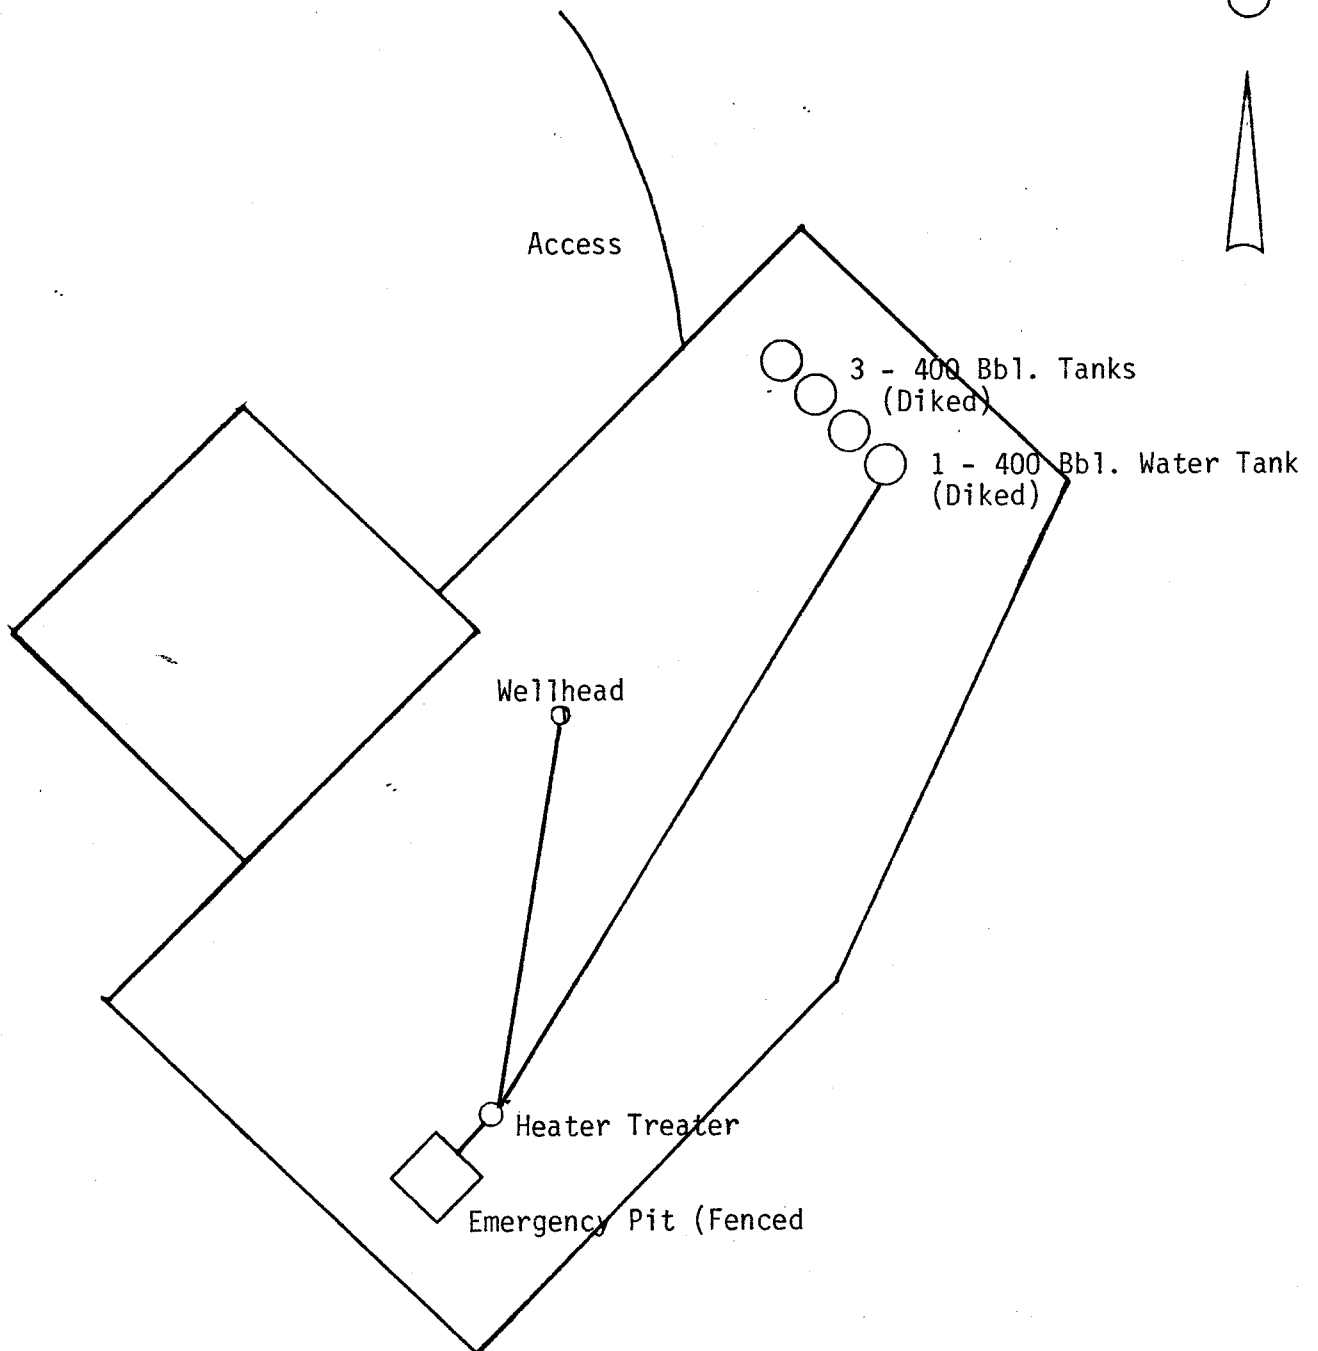 Access
3 - 400 Bbl. Tanks
(Diked)
1 - 400 Bbl. Water Tank
(Diked)
Wellhead
Heater Treater
Emergency Pit (Fenced